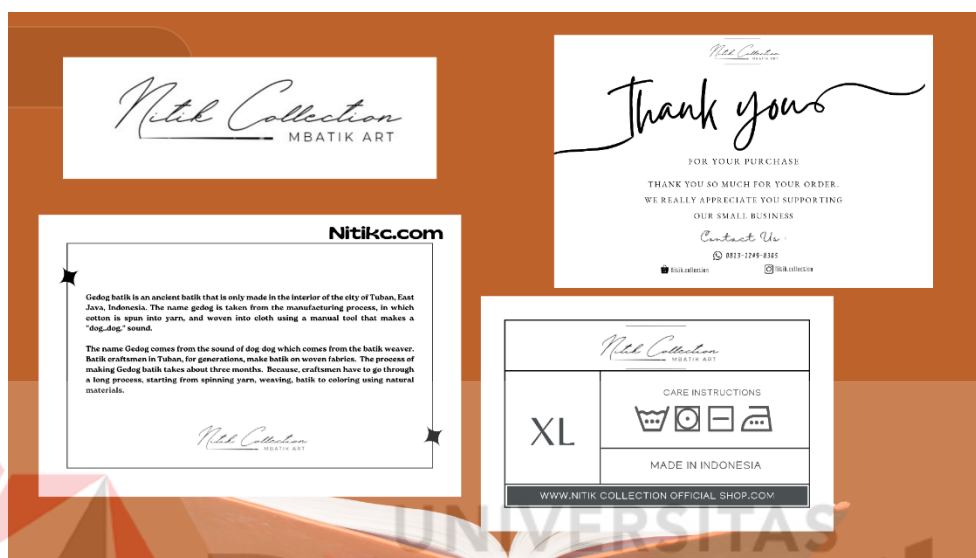 Nitik Collection
MBATIK ART
Nitik Collection
MBATIK ART
Thank you
FOR YOUR PURCHASE
THANK YOU SO MUCH FOR YOUR ORDER.
WE REALLY APPRECIATE YOU SUPPORTING
OUR SMALL BUSINESS
Contact Us :
0813-1249-8305
Nitik.collection
Nitik.collection
Nitikc.com
Gedog batik is an ancient batik that is only made in the interior of the city of Tuban, East
Java, Indonesia. The name gedog is taken from the manufacturing process, in which
cotton is spun into yarn, and woven into cloth using a manual tool that makes a
"dog...dog," sound.
The name Gedog comes from the sound of dog-dog which comes from the batik weaver.
Batik craftsmen in Tuban, for generations, make batik on woven fabrics. The process of
making Gedog batik takes about three months. Because, craftsmen have to go through
a long process, starting from spinning yarn, weaving, batik to coloring using natural
materials.
Nitik Collection
MBATIK ART
Nitik Collection
MBATIK ART
XL
CARE INSTRUCTIONS
MADE IN INDONESIA
WWW.NITIK COLLECTION OFFICIAL SHOP.COM
UNIVERSITAS